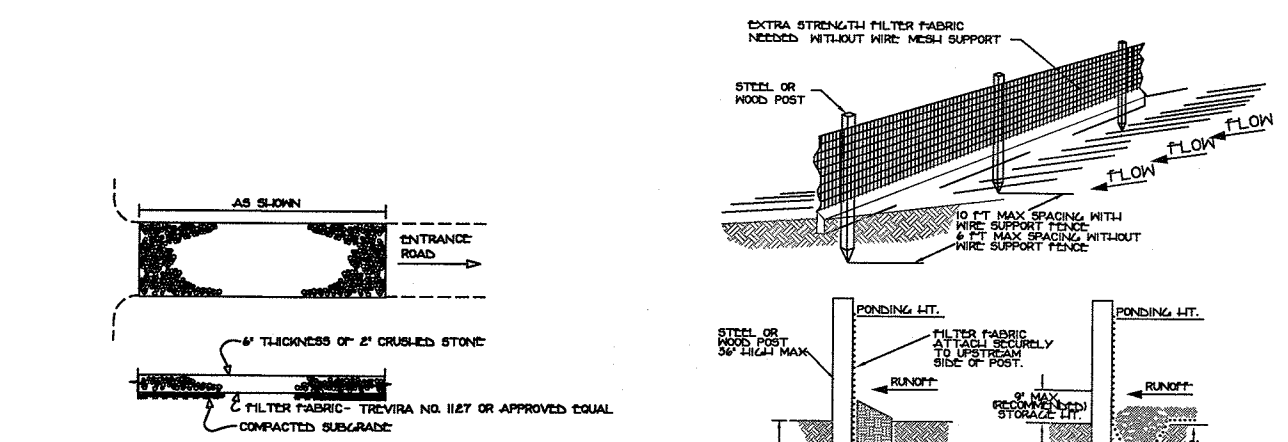 EXTRA STRENGTH FILTER FABRIC
NEEDED WITHOUT WIRE MESH SUPPORT
STEEL OR
WOOD POST
FLOW
FLOW
FLOW
10 FT MAX SPACING WITH
WIRE SUPPORT FENCE
6 FT MAX SPACING WITHOUT
WIRE SUPPORT FENCE
AS SHOWN
ENTRANCE
ROAD
6" THICKNESS OF 2" CRUSHED STONE
FILTER FABRIC- TREVIRA NO. 1127 OR APPROVED EQUAL
COMPACTED SUBGRADE
PONDING HT.
STEEL OR
WOOD POST
36" HIGH MAX
FILTER FABRIC
ATTACH SECURELY
TO UPSTREAM
SIDE OF POST.
RUNOFF
PONDING HT.
RUNOFF
9" MAX.
(RECOMMENDED)
STORAGE HT.